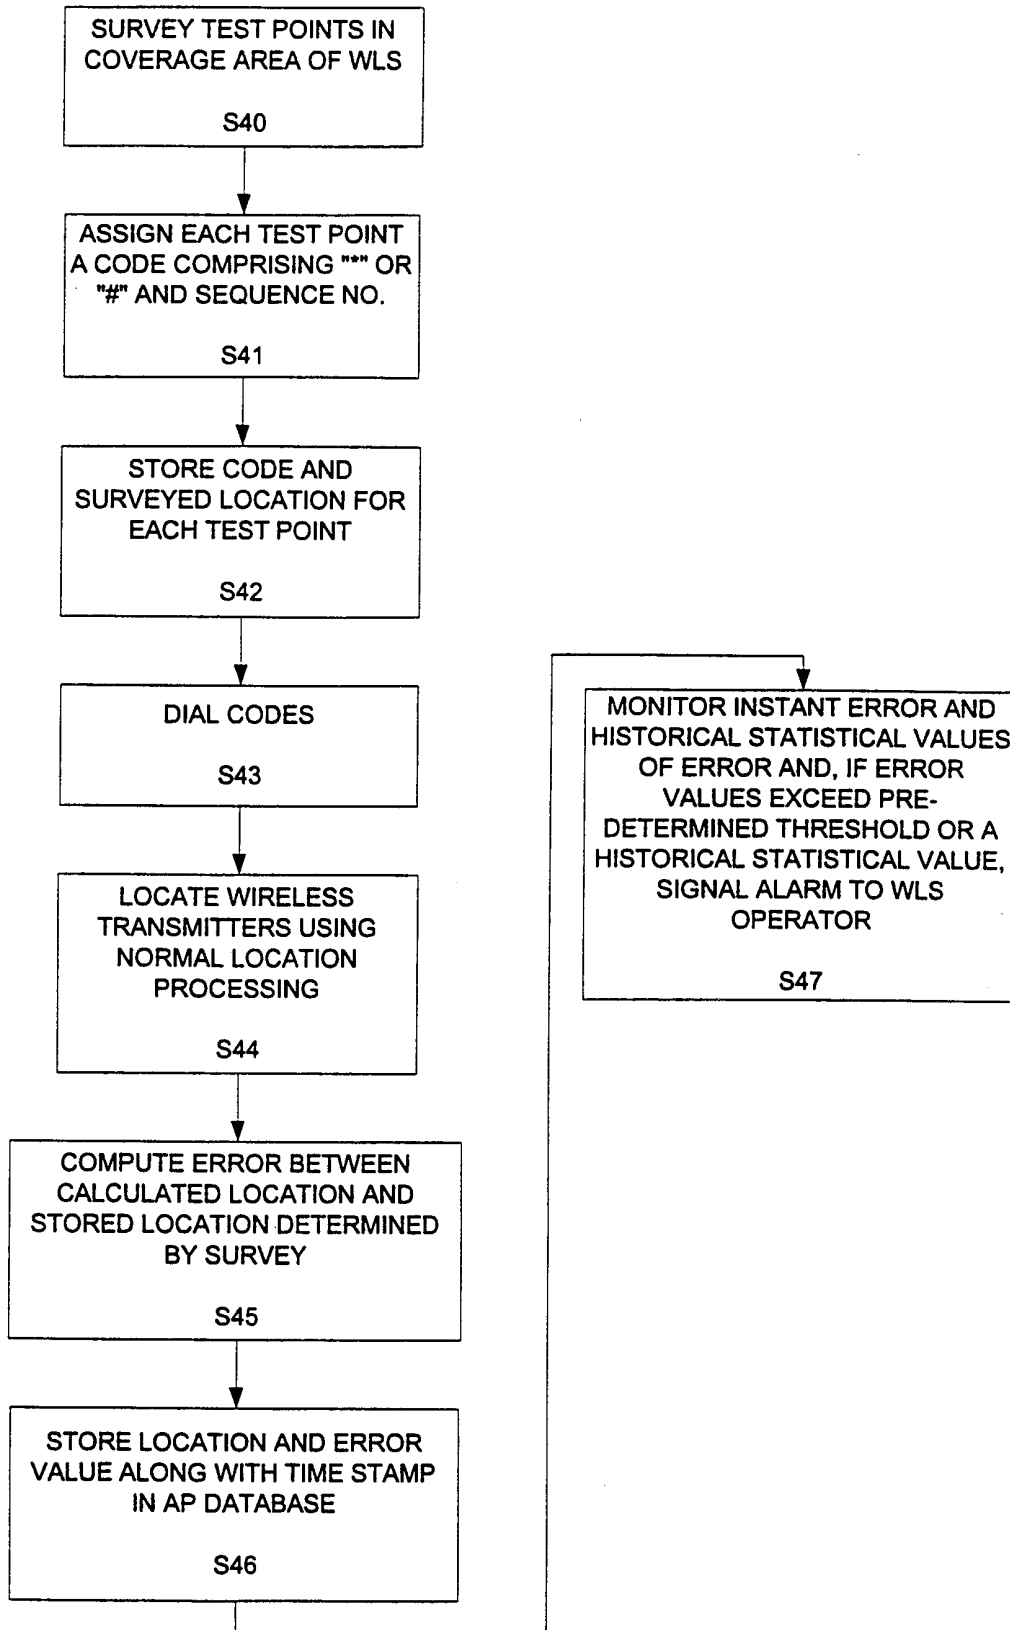 SURVEY TEST POINTS IN
COVERAGE AREA OF WLS
S40
ASSIGN EACH TEST POINT
A CODE COMPRISING "*" OR
"#" AND SEQUENCE NO.
S41
STORE CODE AND
SURVEYED LOCATION FOR
EACH TEST POINT
S42
DIAL CODES
S43
LOCATE WIRELESS
TRANSMITTERS USING
NORMAL LOCATION
PROCESSING
S44
COMPUTE ERROR BETWEEN
CALCULATED LOCATION AND
STORED LOCATION DETERMINED
BY SURVEY
S45
STORE LOCATION AND ERROR
VALUE ALONG WITH TIME STAMP
IN AP DATABASE
S46
MONITOR INSTANT ERROR AND
HISTORICAL STATISTICAL VALUES
OF ERROR AND, IF ERROR
VALUES EXCEED PRE-
DETERMINED THRESHOLD OR A
HISTORICAL STATISTICAL VALUE,
SIGNAL ALARM TO WLS
OPERATOR
S47